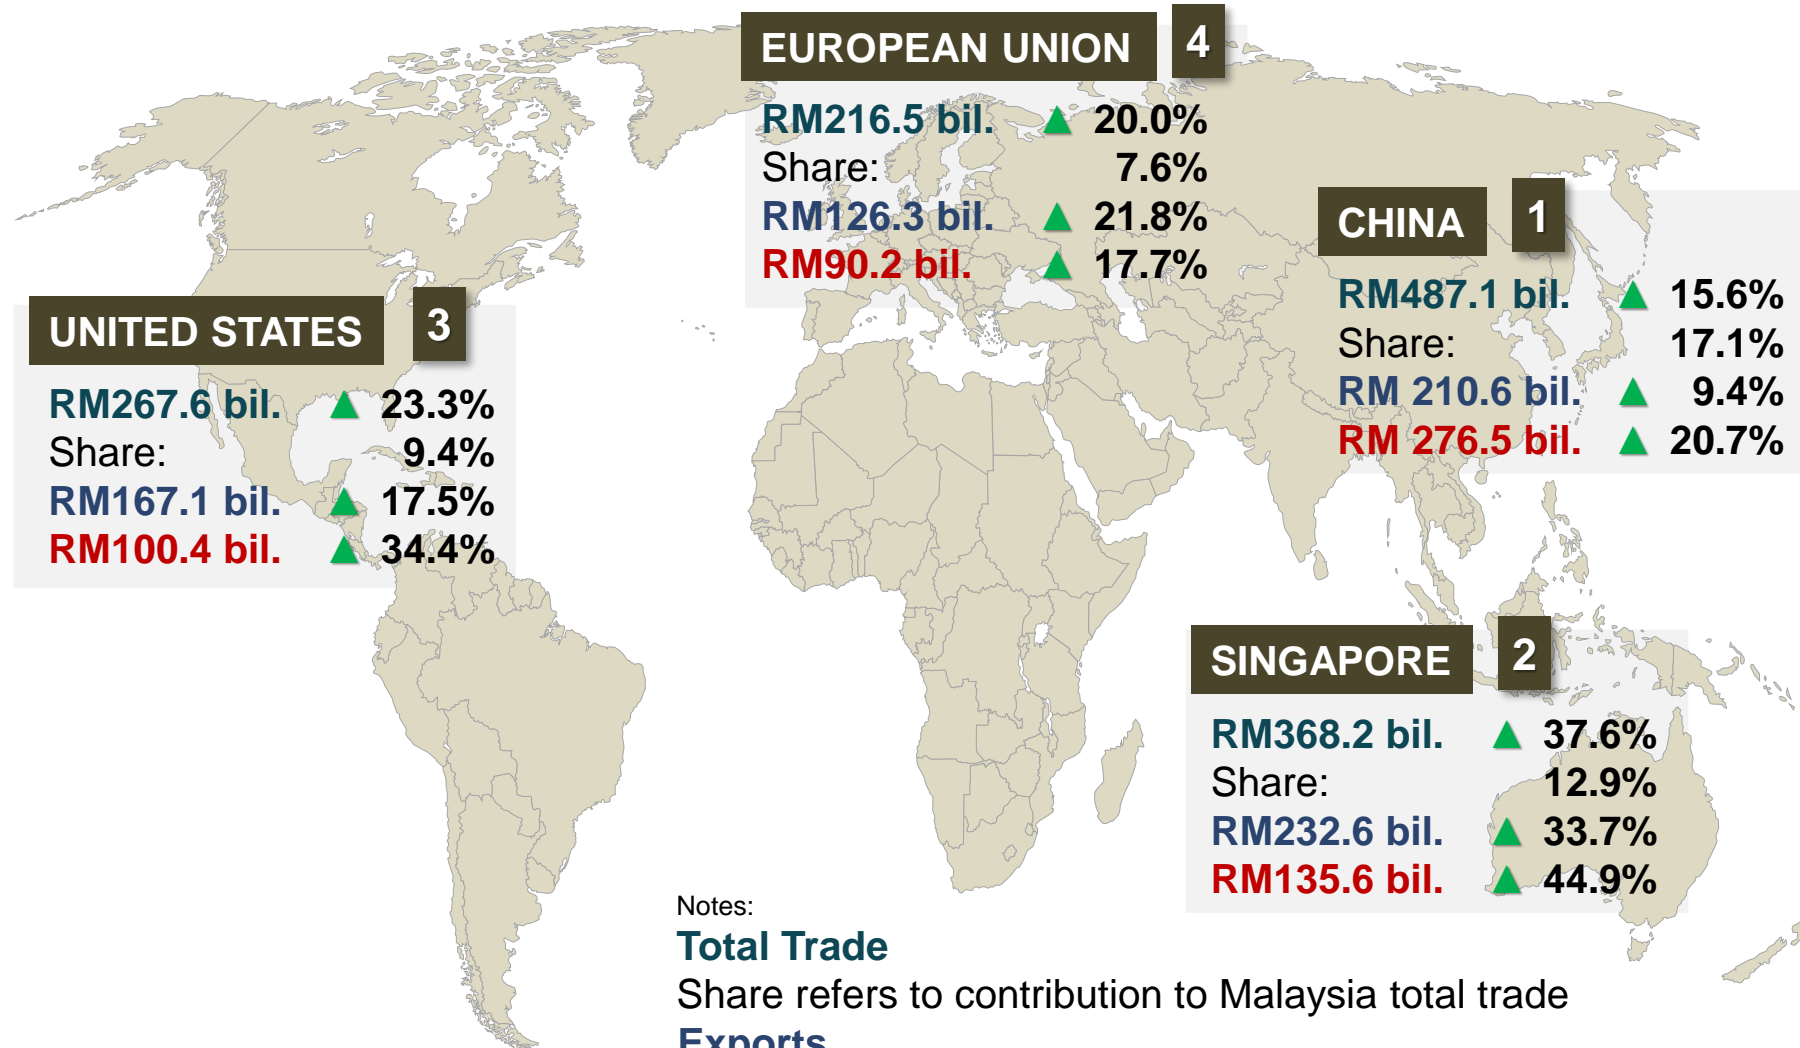 EUROPEAN UNION 4
RM216.5 bil. ▲ 20.0%
Share: 7.6%
RM126.3 bil. ▲ 21.8%
RM90.2 bil. ▲ 17.7%
CHINA 1
RM487.1 bil. ▲ 15.6%
Share: 17.1%
RM 210.6 bil. ▲ 9.4%
RM 276.5 bil. ▲ 20.7%
UNITED STATES 3
RM267.6 bil. ▲ 23.3%
Share: 9.4%
RM167.1 bil. ▲ 17.5%
RM100.4 bil. ▲ 34.4%
SINGAPORE 2
RM368.2 bil. ▲ 37.6%
Share: 12.9%
RM232.6 bil. ▲ 33.7%
RM135.6 bil. ▲ 44.9%
Notes:
Total Trade
Share refers to contribution to Malaysia total trade
Exports